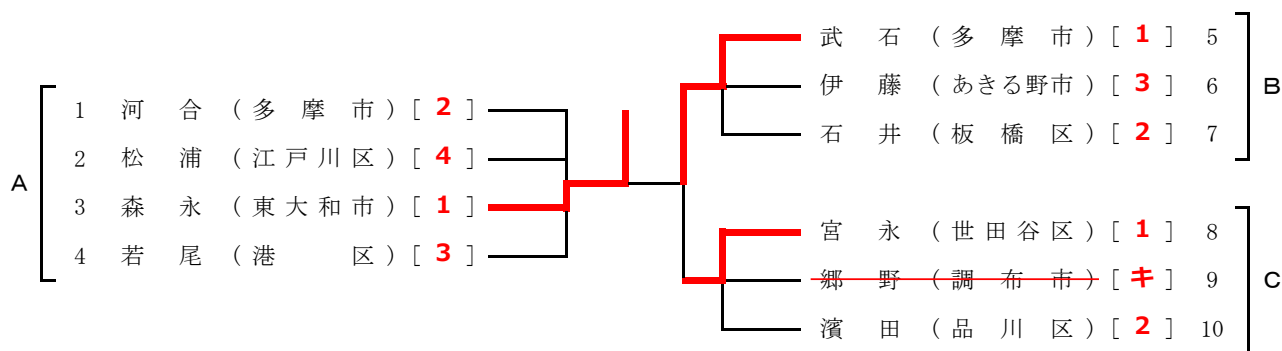 A
1 河合（多摩市）[ 2 ]
2 松浦（江戸川区）[ 4 ]
3 森永（東大和市）[ 1 ]
4 若尾（港区）[ 3 ]
武石（多摩市）[ 1 ] 5
伊藤（あきる野市）[ 3 ] 6
石井（板橋区）[ 2 ] 7
B
宮永（世田谷区）[ 1 ] 8
郷野（調布市）[ キ ] 9
濱田（品川区）[ 2 ] 10
C